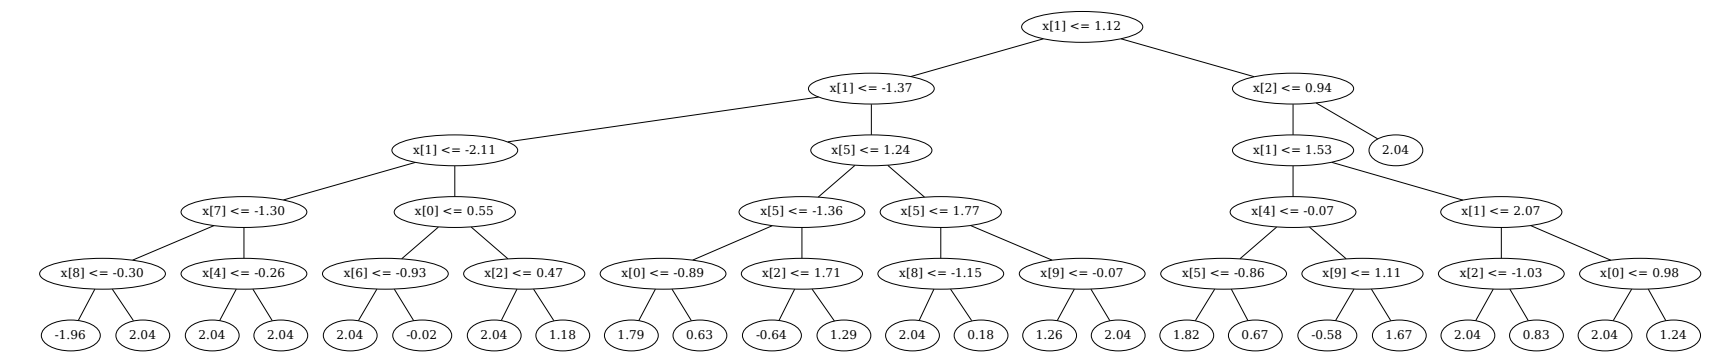 x[1] <= 1.12
x[1] <= -1.37 x[2] <= 0.94
x[1] <= -2.11 x[5] <= 1.24 x[1] <= 1.53 2.04
x[7] <= -1.30 x[0] <= 0.55 x[5] <= -1.36 x[5] <= 1.77 x[4] <= -0.07 x[1] <= 2.07
x[8] <= -0.30 x[4] <= -0.26 x[6] <= -0.93 x[2] <= 0.47 x[0] <= -0.89 x[2] <= 1.71 x[8] <= -1.15 x[9] <= -0.07 x[5] <= -0.86 x[9] <= 1.11 x[2] <= -1.03 x[0] <= 0.98
-1.96 2.04 2.04 2.04 2.04 -0.02 2.04 1.18 1.79 0.63 -0.64 1.29 2.04 0.18 1.26 2.04 1.82 0.67 -0.58 1.67 2.04 0.83 2.04 1.24